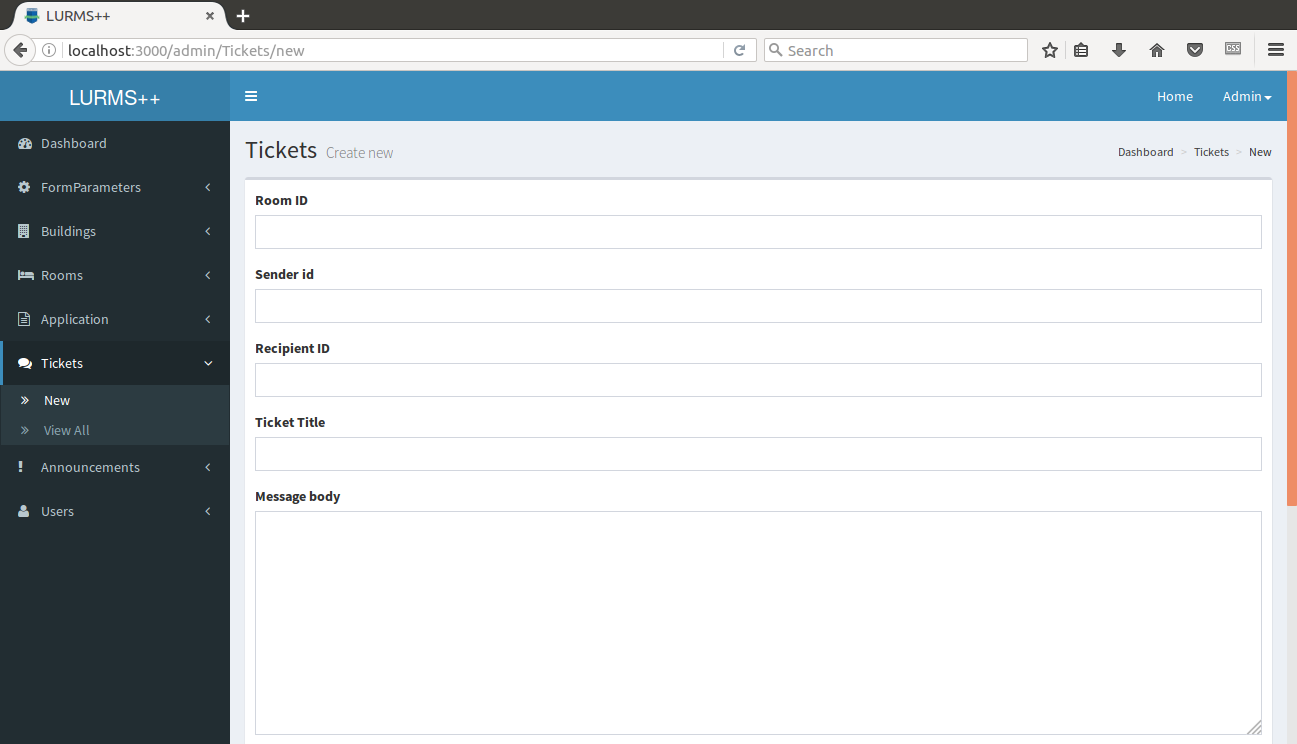 LURMS++
localhost:3000/admin/Tickets/new
Search
CSS
LURMS++
Home
Admin
Dashboard
FormParameters
Buildings
Rooms
Application
Tickets
New
View All
Announcements
Users
Tickets Create new
Dashboard > Tickets > New
Room ID
Sender id
Recipient ID
Ticket Title
Message body